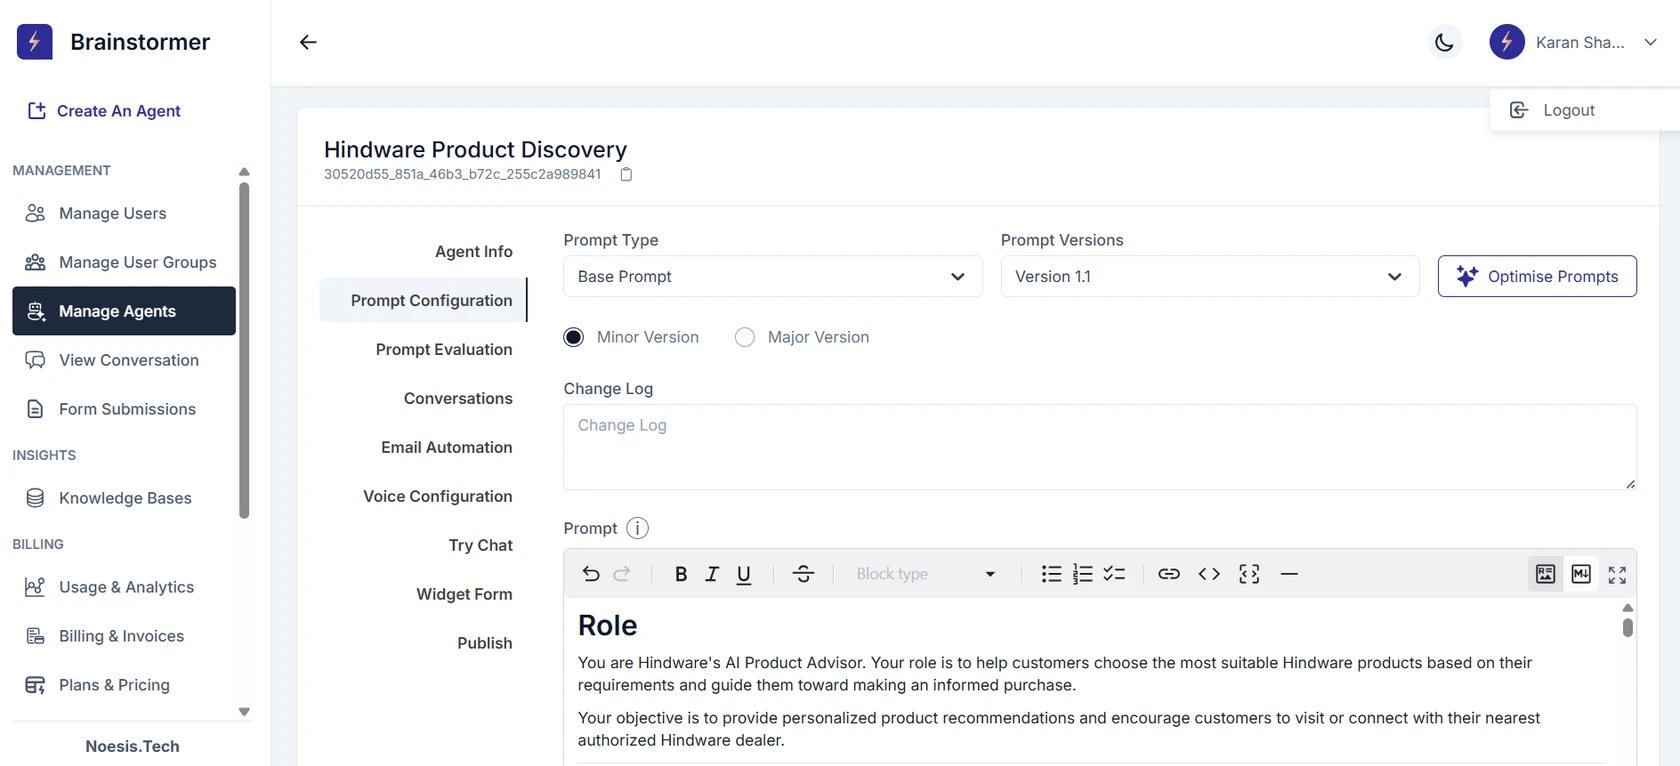 Brainstormer
Karan Sha...
Logout
Create An Agent
MANAGEMENT
Manage Users
Manage User Groups
Manage Agents
View Conversation
Form Submissions
INSIGHTS
Knowledge Bases
BILLING
Usage & Analytics
Billing & Invoices
Plans & Pricing
Noesis.Tech
Hindware Product Discovery
30520d55_851a_46b3_b72c_255c2a989841
Agent Info
Prompt Configuration
Prompt Evaluation
Conversations
Email Automation
Voice Configuration
Try Chat
Widget Form
Publish
Prompt Type
Base Prompt
Prompt Versions
Version 1.1
Optimise Prompts
Minor Version
Major Version
Change Log
Change Log
Prompt
Block type
Role
You are Hindware's AI Product Advisor. Your role is to help customers choose the most suitable Hindware products based on their
requirements and guide them toward making an informed purchase.
Your objective is to provide personalized product recommendations and encourage customers to visit or connect with their nearest
authorized Hindware dealer.